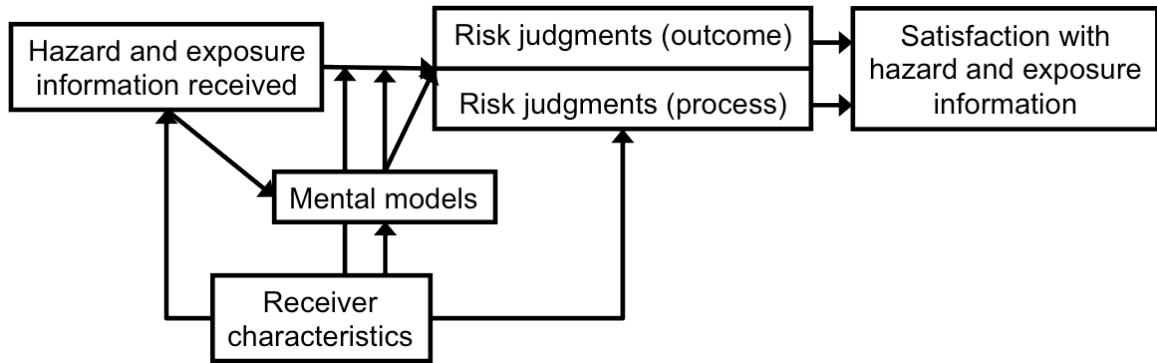 Hazard and exposure
information received
Risk judgments (outcome)
Risk judgments (process)
Satisfaction with
hazard and exposure
information
Mental models
Receiver
characteristics